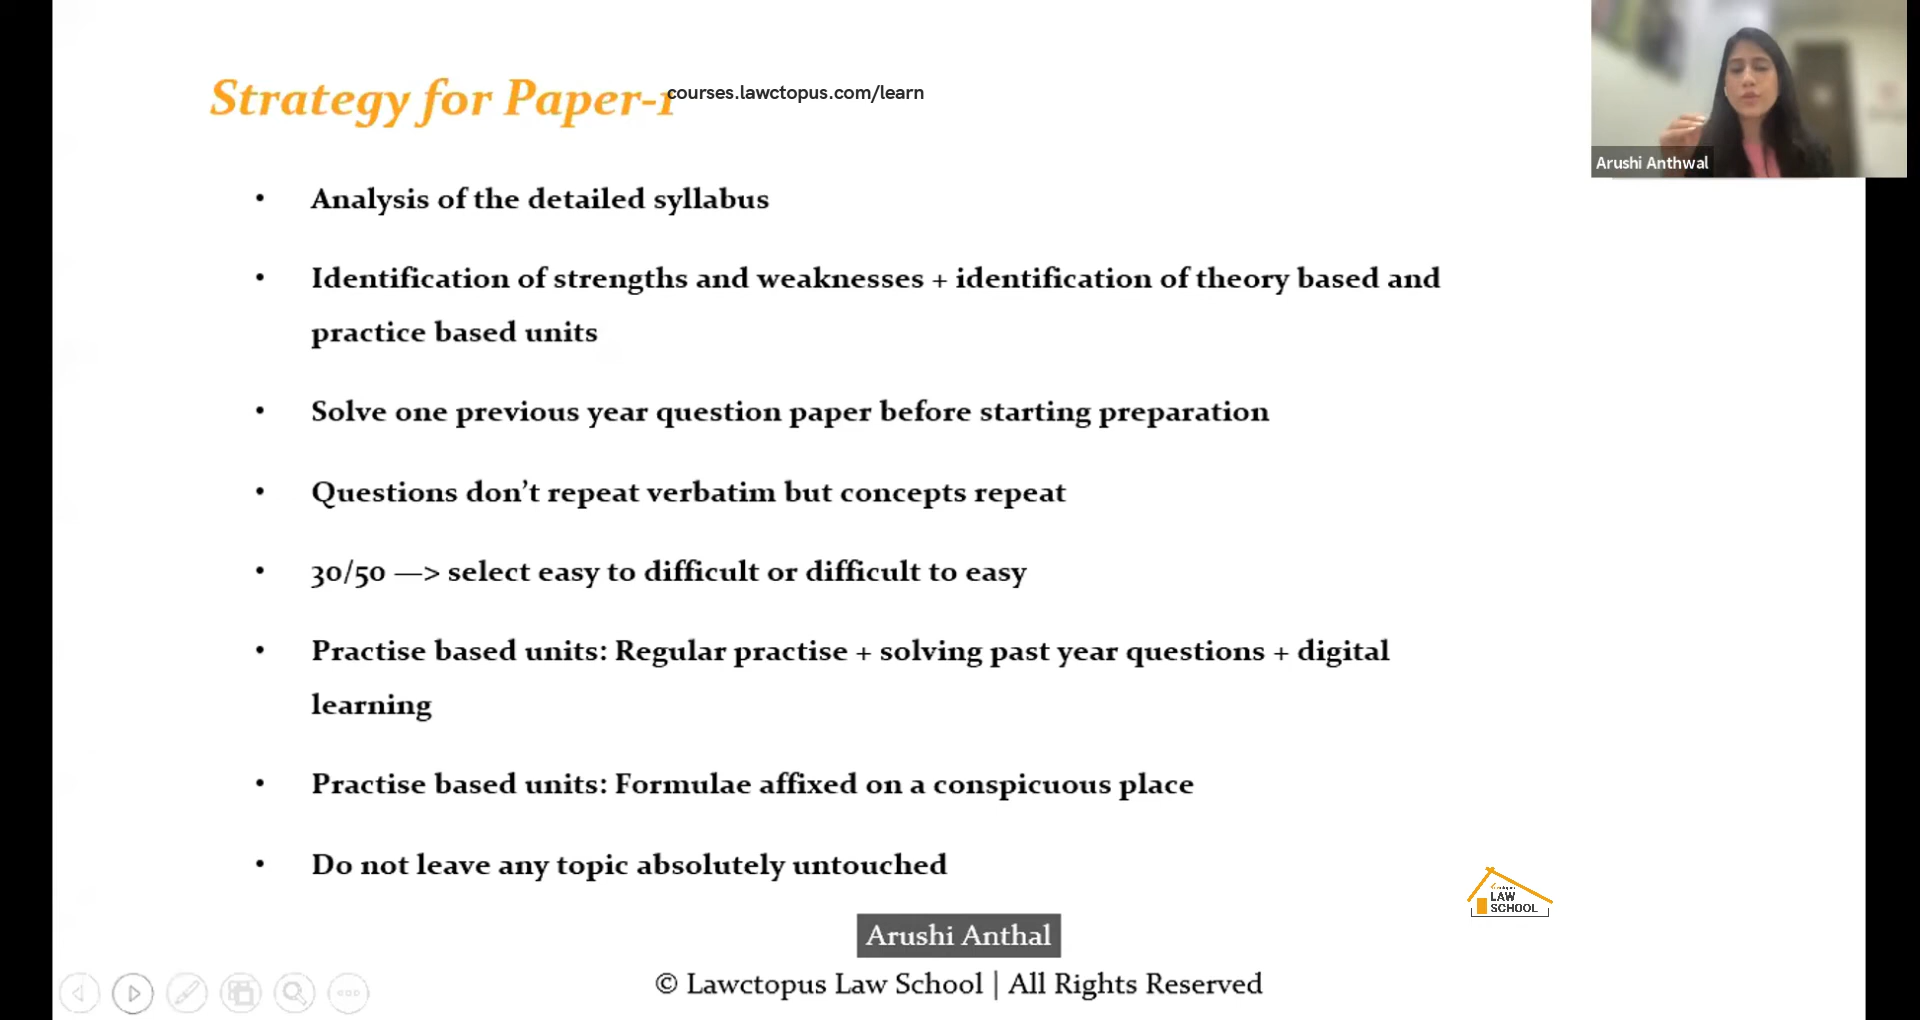 Strategy for Paper-1
courses.lawctopus.com/learn
Arushi Anthwal
• Analysis of the detailed syllabus
• Identification of strengths and weaknesses + identification of theory based and
practice based units
• Solve one previous year question paper before starting preparation
• Questions don’t repeat verbatim but concepts repeat
• 30/50 —> select easy to difficult or difficult to easy
• Practise based units: Regular practise + solving past year questions + digital
learning
• Practise based units: Formulae affixed on a conspicuous place
• Do not leave any topic absolutely untouched
LAW
SCHOOL
Arushi Anthal
© Lawctopus Law School | All Rights Reserved